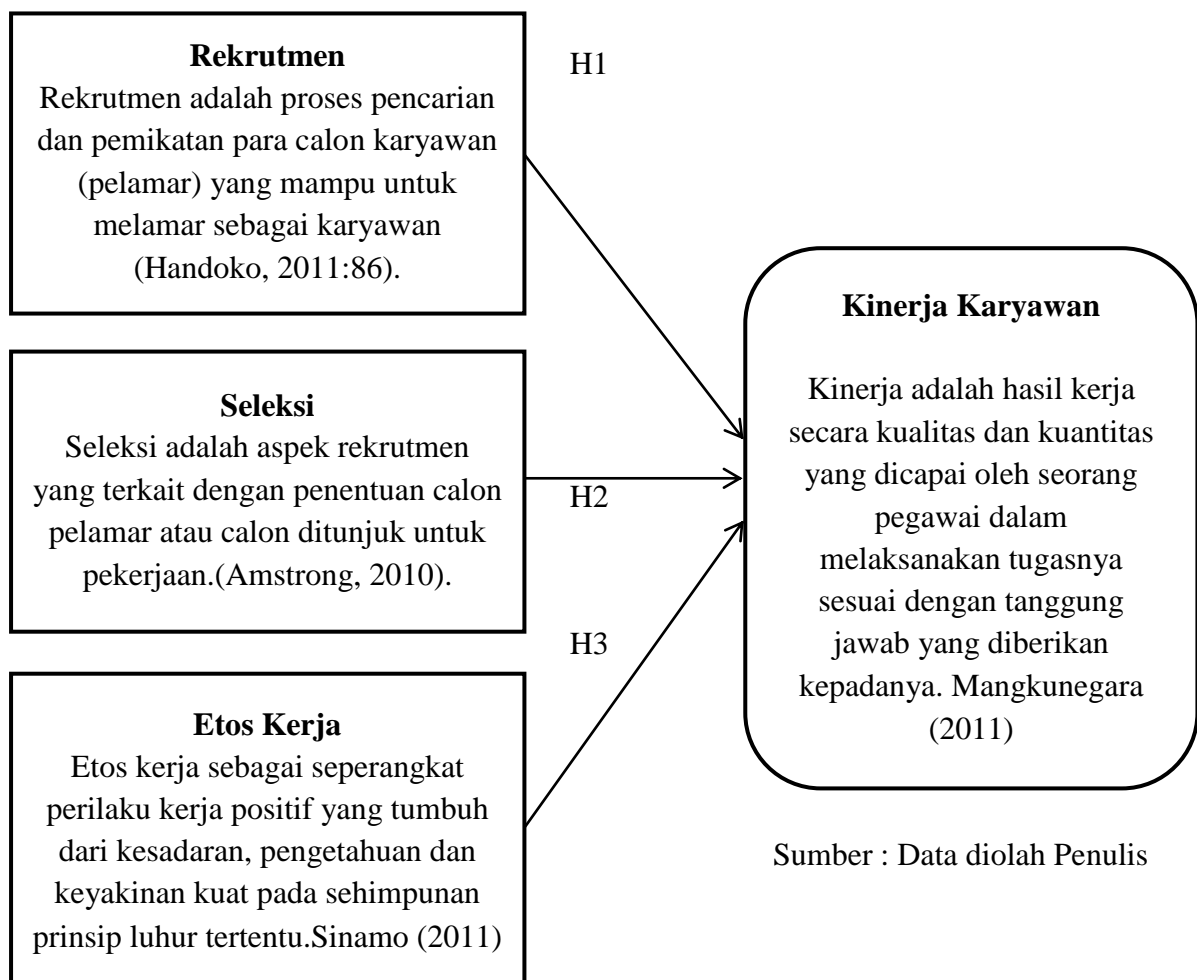 Rekrutmen
Rekrutmen adalah proses pencarian
dan pemikatan para calon karyawan
(pelamar) yang mampu untuk
melamar sebagai karyawan
(Handoko, 2011:86).
H1
Seleksi
Seleksi adalah aspek rekrutmen
yang terkait dengan penentuan calon
pelamar atau calon ditunjuk untuk
pekerjaan.(Amstrong, 2010).
H2
Etos Kerja
Etos kerja sebagai seperangkat
perilaku kerja positif yang tumbuh
dari kesadaran, pengetahuan dan
keyakinan kuat pada sehimpunan
prinsip luhur tertentu.Sinamo (2011)
H3
Kinerja Karyawan
Kinerja adalah hasil kerja
secara kualitas dan kuantitas
yang dicapai oleh seorang
pegawai dalam
melaksanakan tugasnya
sesuai dengan tanggung
jawab yang diberikan
kepadanya. Mangkunegara
(2011)
Sumber : Data diolah Penulis